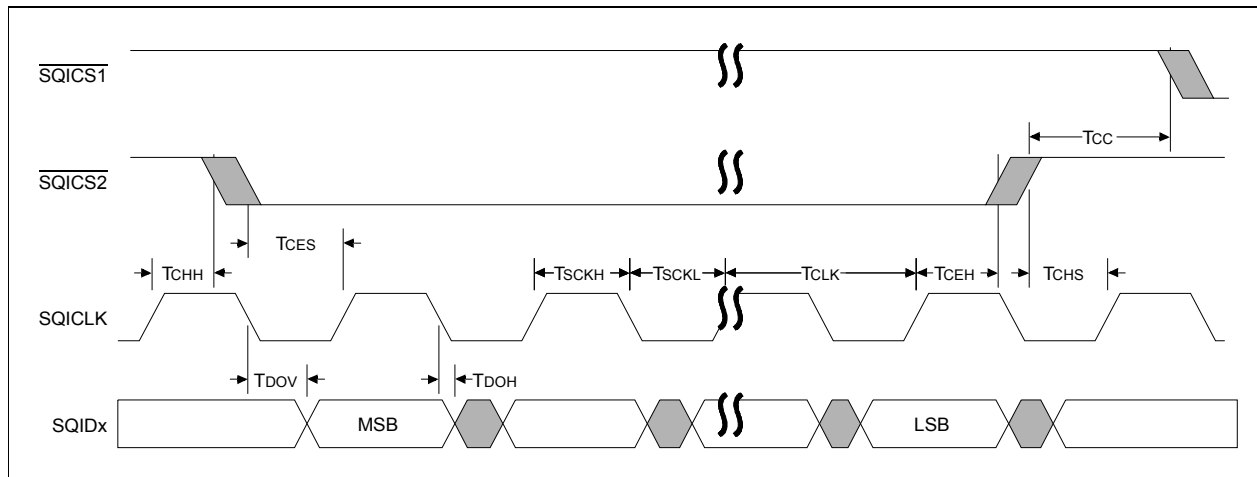 SQICS1
TCC
SQICS2
TCES
TCHH
TSCKH
TSCKL
TCLK
TCEH
TCHS
SQICLK
TDOV
TDOH
SQIDx
MSB
LSB